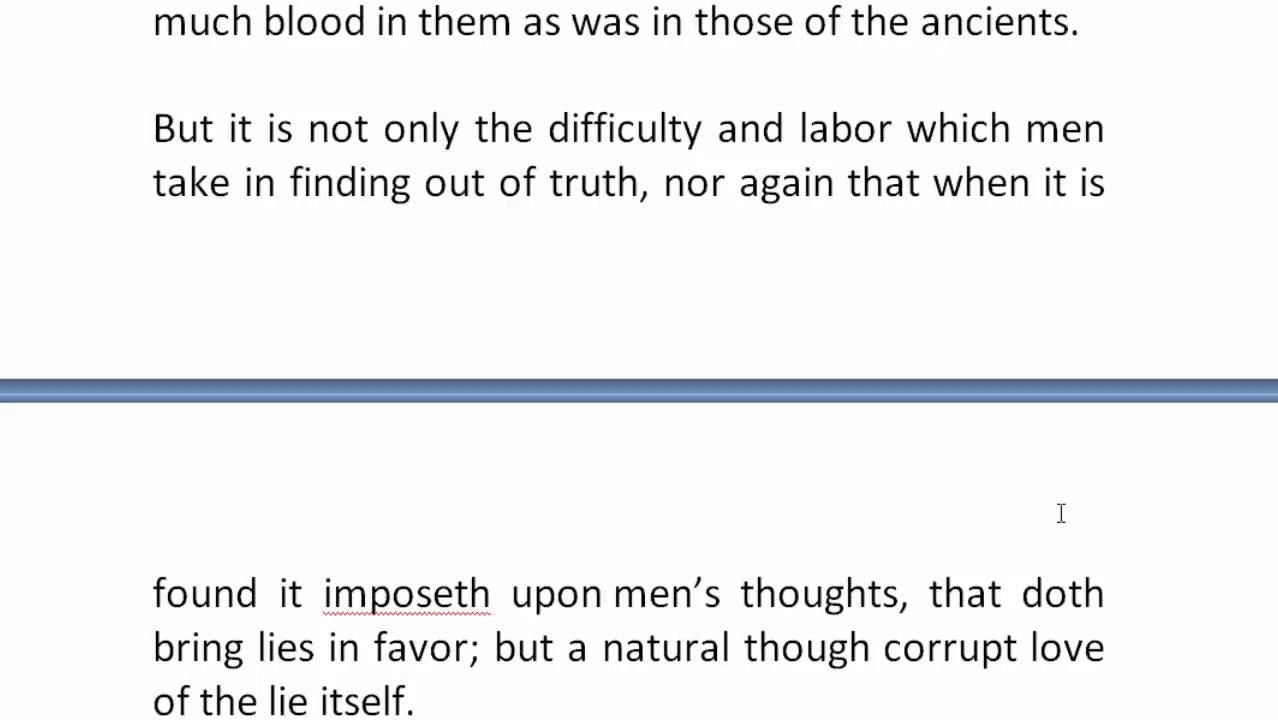 much blood in them as was in those of the ancients.
But it is not only the difficulty and labor which men
take in finding out of truth, nor again that when it is
found it imposeth upon men’s thoughts, that doth
bring lies in favor; but a natural though corrupt love
of the lie itself.